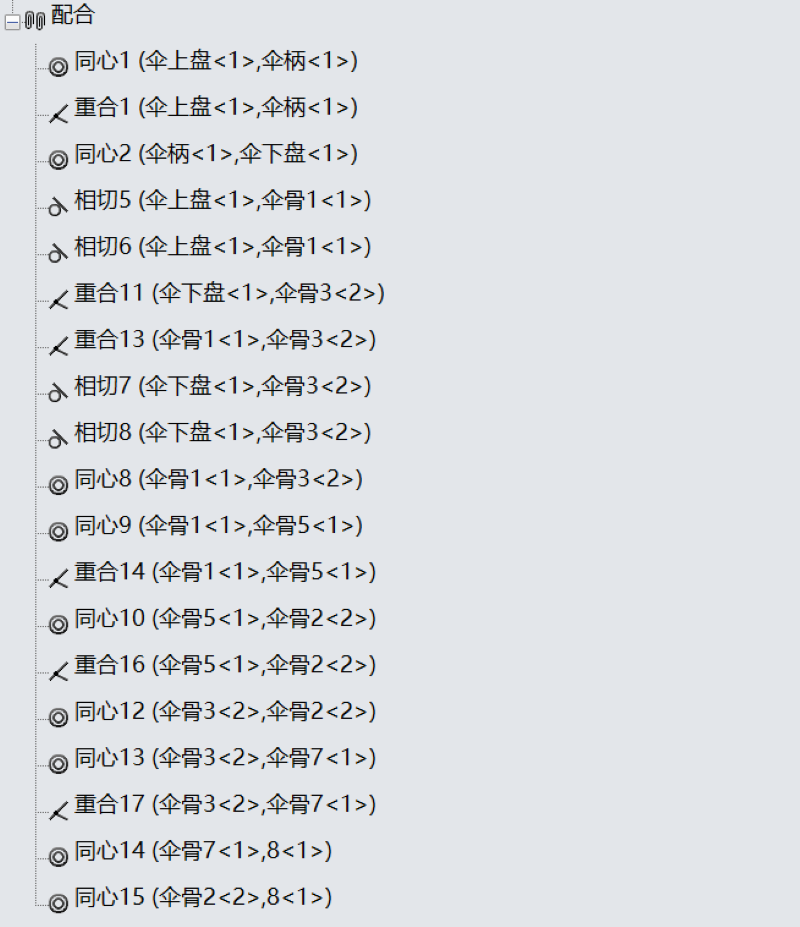 配合
同心1 (伞上盘<1>,伞柄<1>)
重合1 (伞上盘<1>,伞柄<1>)
同心2 (伞柄<1>,伞下盘<1>)
相切5 (伞上盘<1>,伞骨1<1>)
相切6 (伞上盘<1>,伞骨1<1>)
重合11 (伞下盘<1>,伞骨3<2>)
重合13 (伞骨1<1>,伞骨3<2>)
相切7 (伞下盘<1>,伞骨3<2>)
相切8 (伞下盘<1>,伞骨3<2>)
同心8 (伞骨1<1>,伞骨3<2>)
同心9 (伞骨1<1>,伞骨5<1>)
重合14 (伞骨1<1>,伞骨5<1>)
同心10 (伞骨5<1>,伞骨2<2>)
重合16 (伞骨5<1>,伞骨2<2>)
同心12 (伞骨3<2>,伞骨2<2>)
同心13 (伞骨3<2>,伞骨7<1>)
重合17 (伞骨3<2>,伞骨7<1>)
同心14 (伞骨7<1>,8<1>)
同心15 (伞骨2<2>,8<1>)